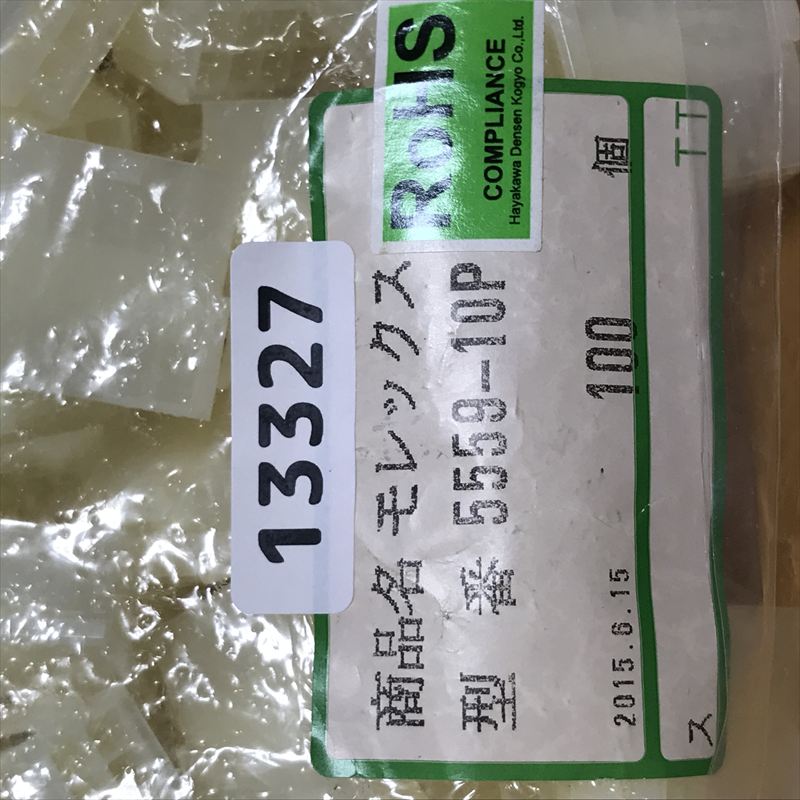 RoHS
COMPLIANCE
Hayakawa Densen Kogyo Co.,Ltd.
13327
商品名 モレックス
型 番 5559-10P
100 個
2015.6.15
ス